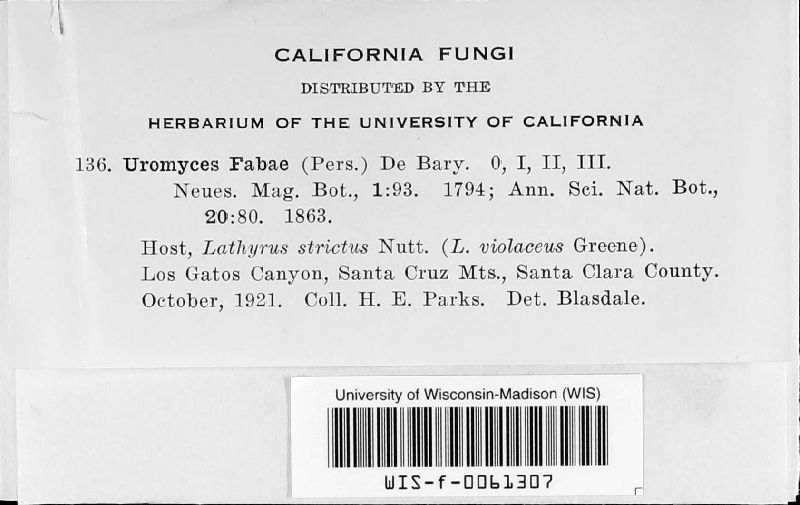 CALIFORNIA FUNGI
DISTRIBUTED BY THE
HERBARIUM OF THE UNIVERSITY OF CALIFORNIA
136. Uromyces Fabae (Pers.) De Bary. 0, I, II, III.
Neues. Mag. Bot., 1:93. 1794; Ann. Sci. Nat. Bot.,
20:80. 1863.
Host, Lathyrus strictus Nutt. (L. violaceus Greene).
Los Gatos Canyon, Santa Cruz Mts., Santa Clara County.
October, 1921. Coll. H. E. Parks. Det. Blasdale.
University of Wisconsin-Madison (WIS)
WIS-f-0061307